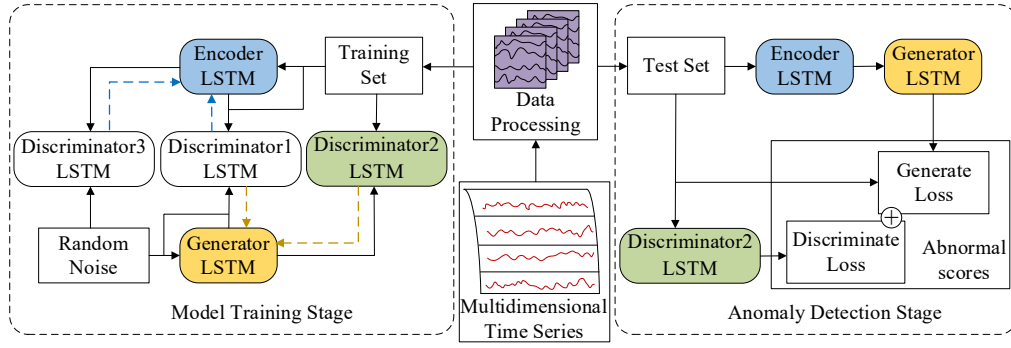 Encoder
LSTM
Training
Set
Discriminator3
LSTM
Discriminator1
LSTM
Discriminator2
LSTM
Random
Noise
Generator
LSTM
Model Training Stage
Data
Processing
Multidimensional
Time Series
Test Set
Encoder
LSTM
Generator
LSTM
Generate
Loss
Discriminator2
LSTM
Discriminate
Loss
Abnormal
scores
Anomaly Detection Stage